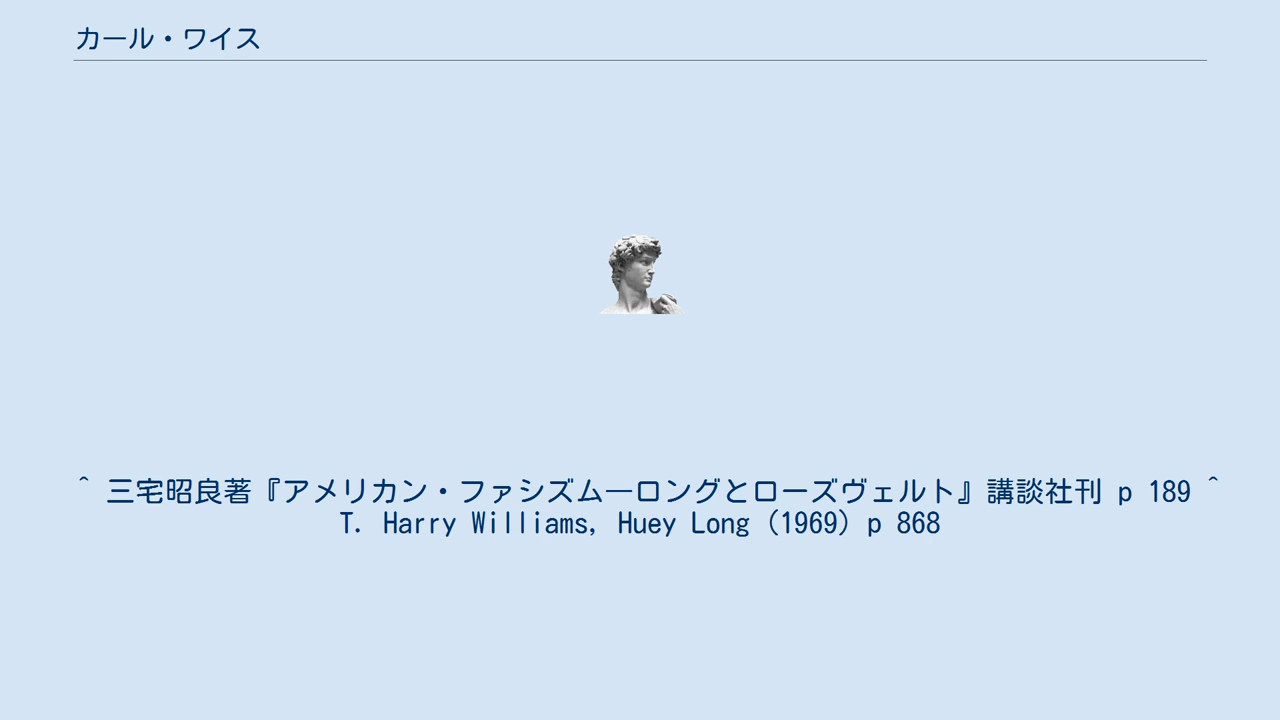 カール・ワイス
^ 三宅昭良著『アメリカン・ファシズム―ロングとローズヴェルト』講談社刊 p 189 ^
T. Harry Williams, Huey Long (1969) p 868